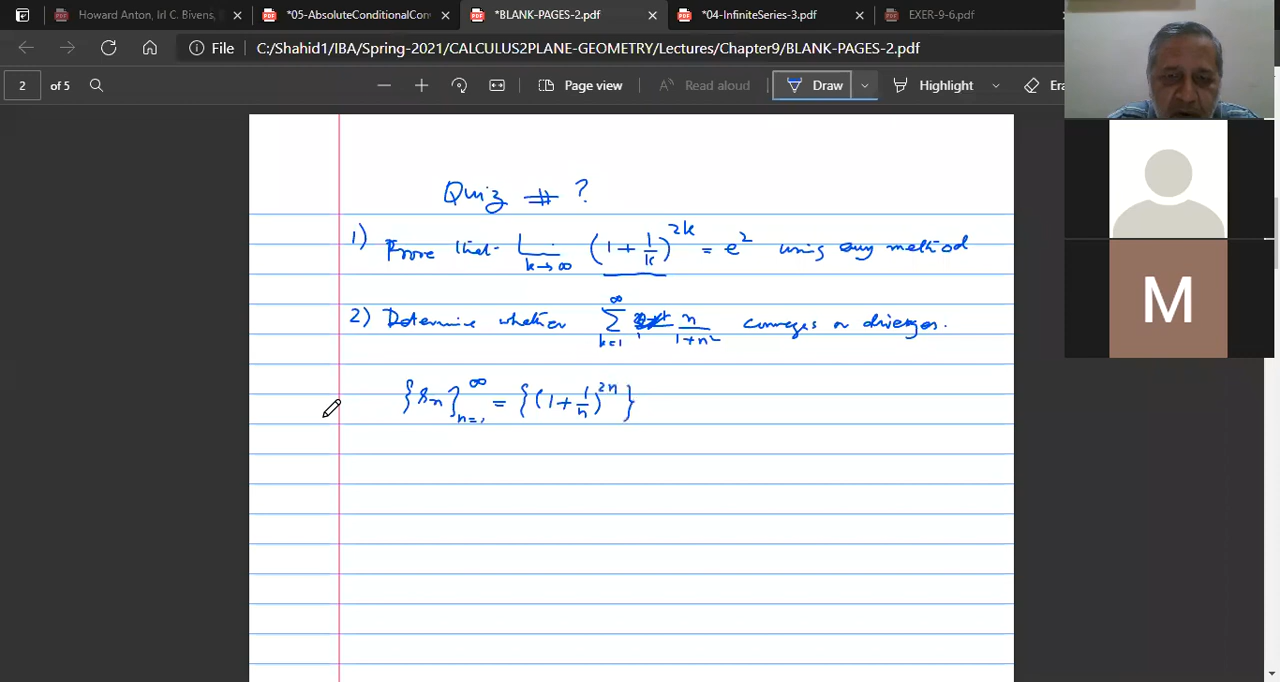 Howard Anton, Irl C. Bivens,
*05-AbsoluteConditionalCon
*BLANK-PAGES-2.pdf
*04-InfiniteSeries-3.pdf
EXER-9-6.pdf
File C:/Shahid1/IBA/Spring-2021/CALCULUS2PLANE-GEOMETRY/Lectures/Chapter9/BLANK-PAGES-2.pdf
2 of 5 Page view Read aloud Draw Highlight Era
Quiz # ?
1) Prove that Lim k→∞ (1 + 1/k)^2k = e^2 using any method
2) Determine whether ∑ k=1 ∞ n/1+n^2 converges or diverges.
{Sn} n=1 ∞ = {(1 + 1/n)^2n}
M